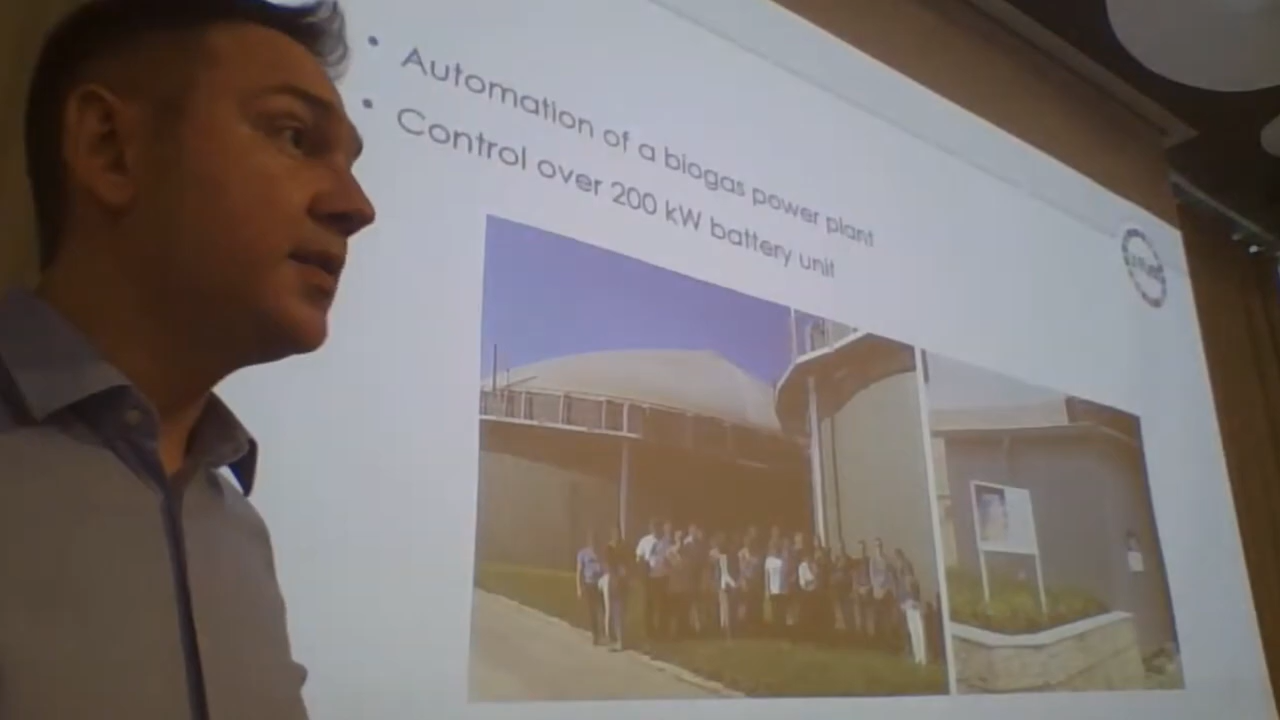 Automation of a biogas power plant
Control over 200 kW battery unit